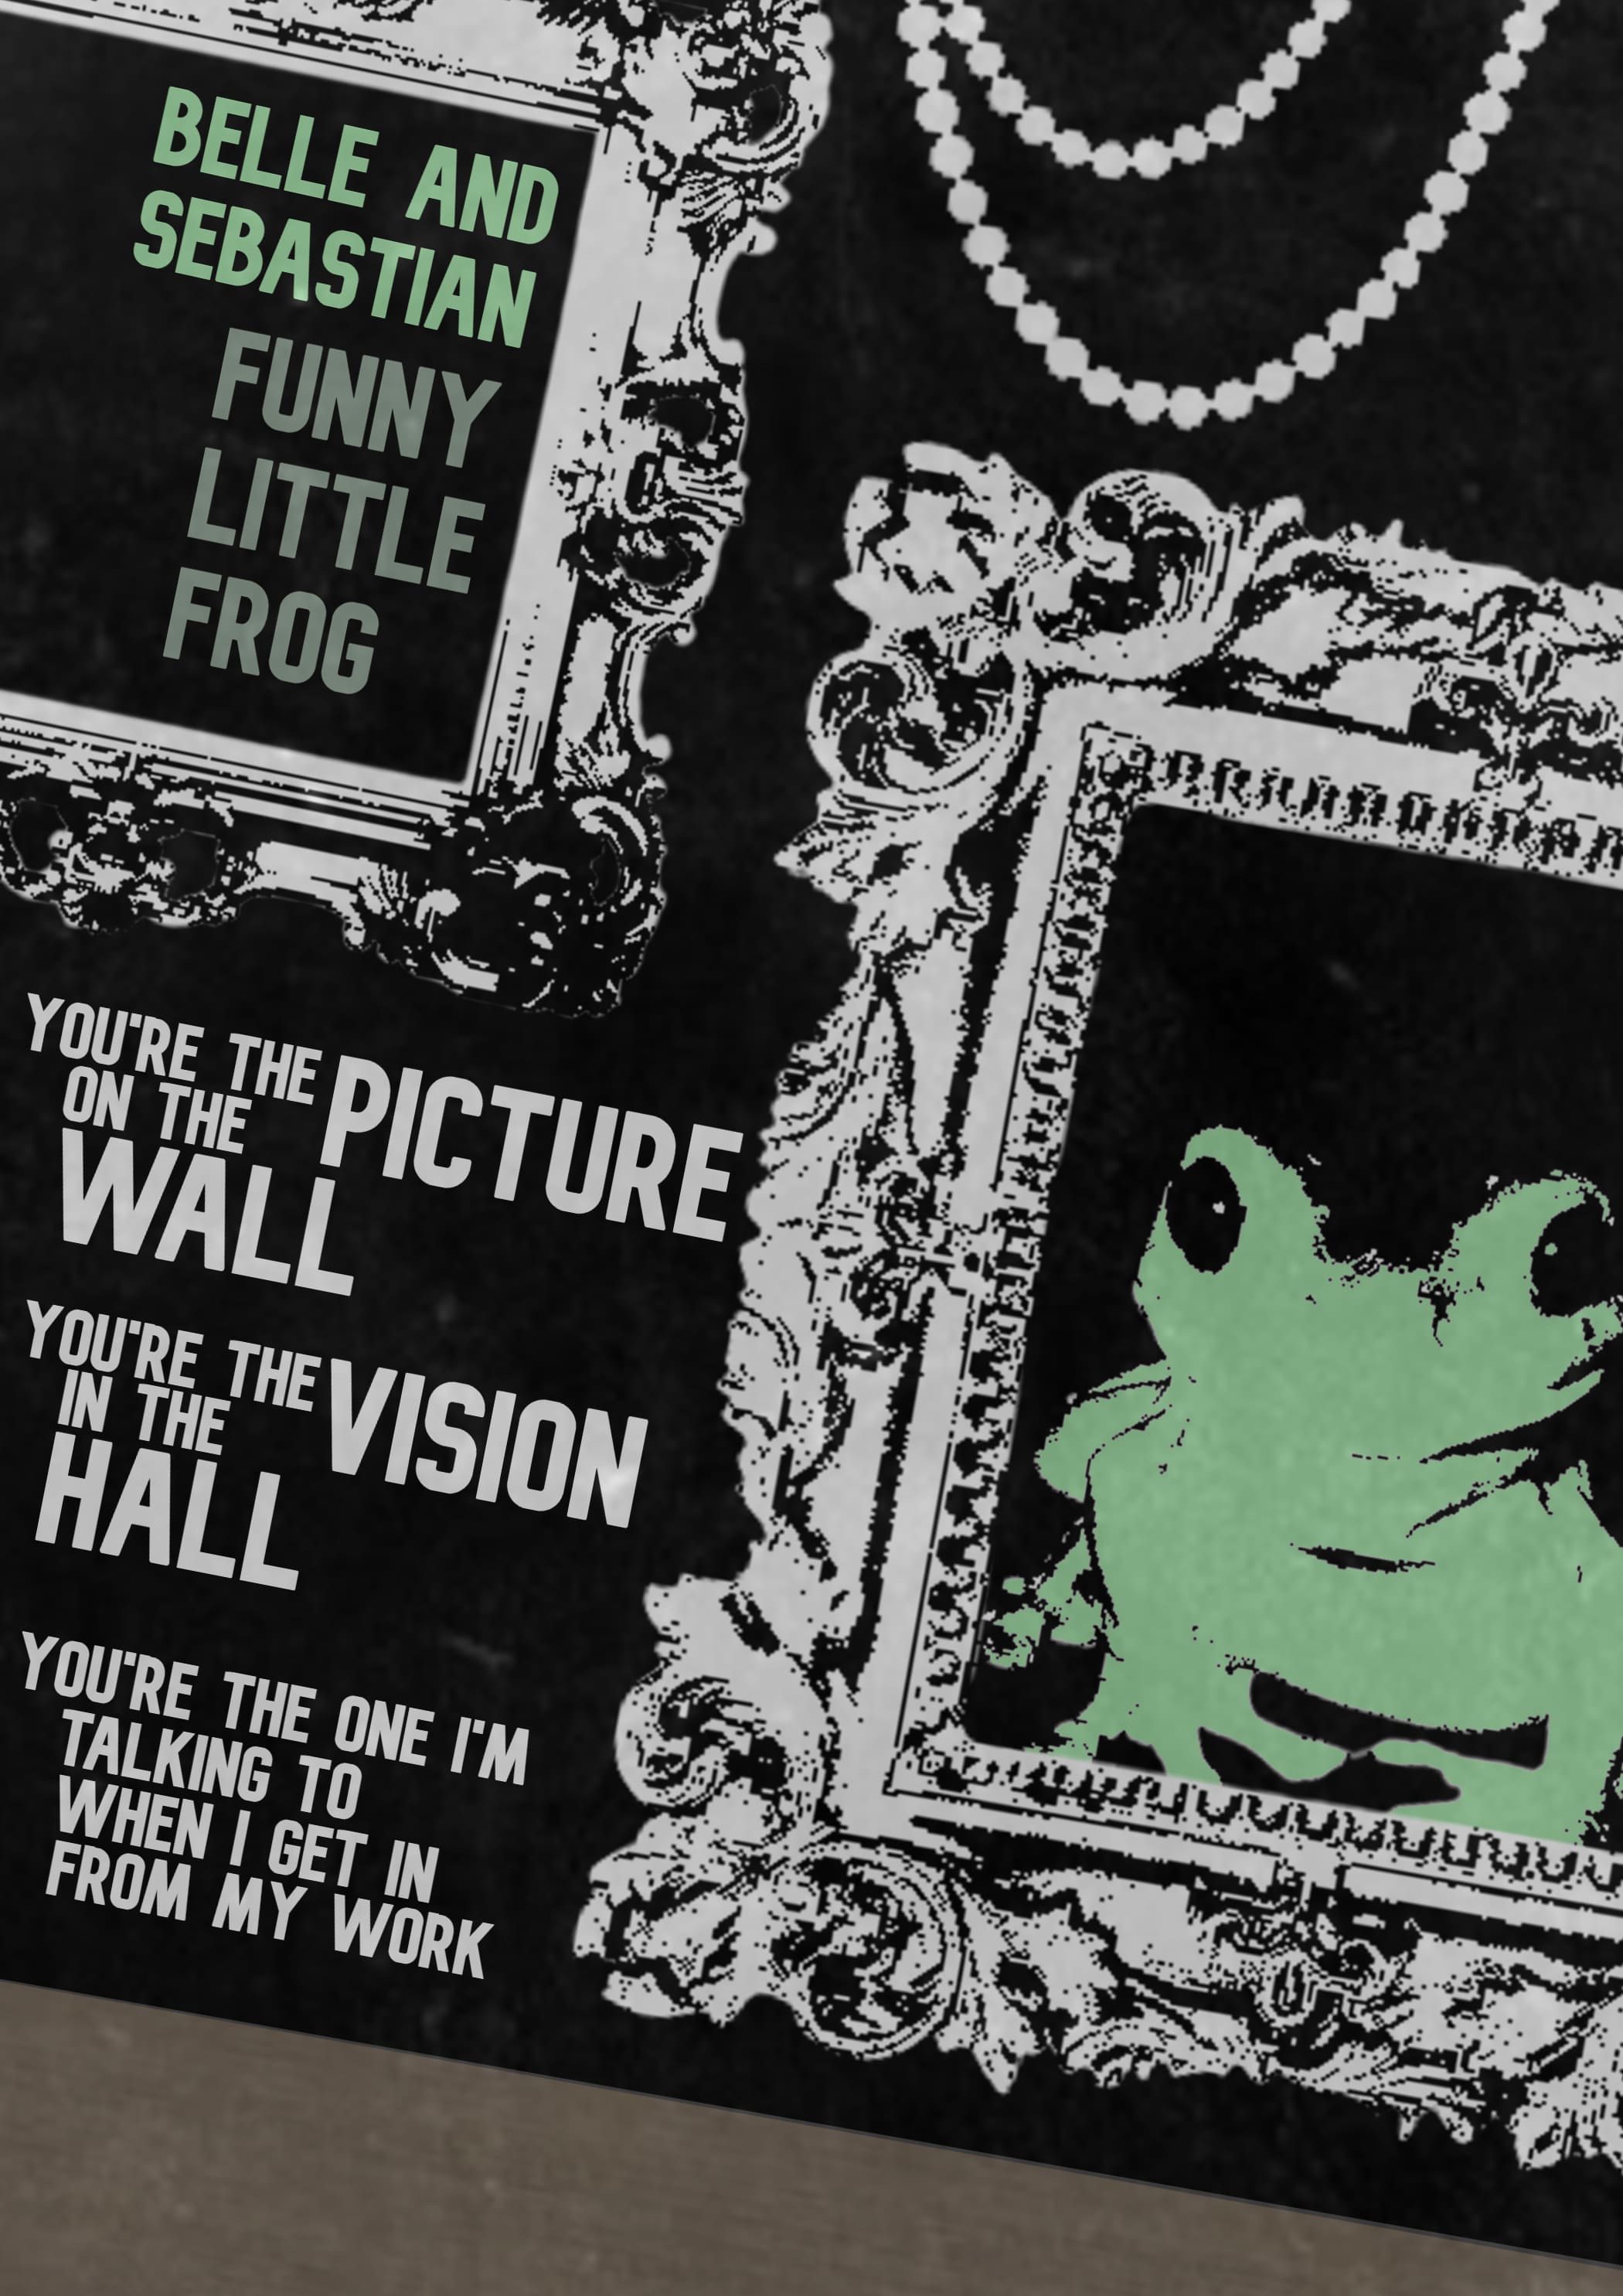 BELLE AND
SEBASTIAN
FUNNY
LITTLE
FROG
YOU'RE THE PICTURE
ON THE
WALL
YOU'RE THE VISION
IN THE
HALL
YOU'RE THE ONE I'M
TALKING TO
WHEN I GET IN
FROM MY WORK